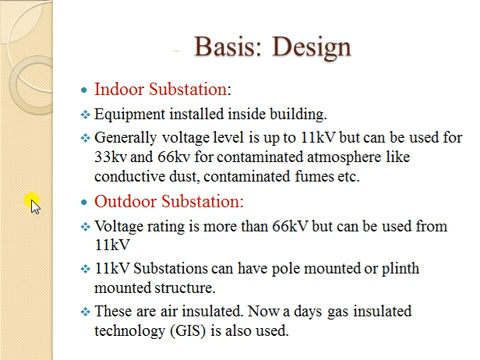 Basis: Design
Indoor Substation:
Equipment installed inside building.
Generally voltage level is up to 11kV but can be used for
33kv and 66kv for contaminated atmosphere like
conductive dust, contaminated fumes etc.
Outdoor Substation:
Voltage rating is more than 66kV but can be used from
11kV
11kV Substations can have pole mounted or plinth
mounted structure.
These are air insulated. Now a days gas insulated
technology (GIS) is also used.